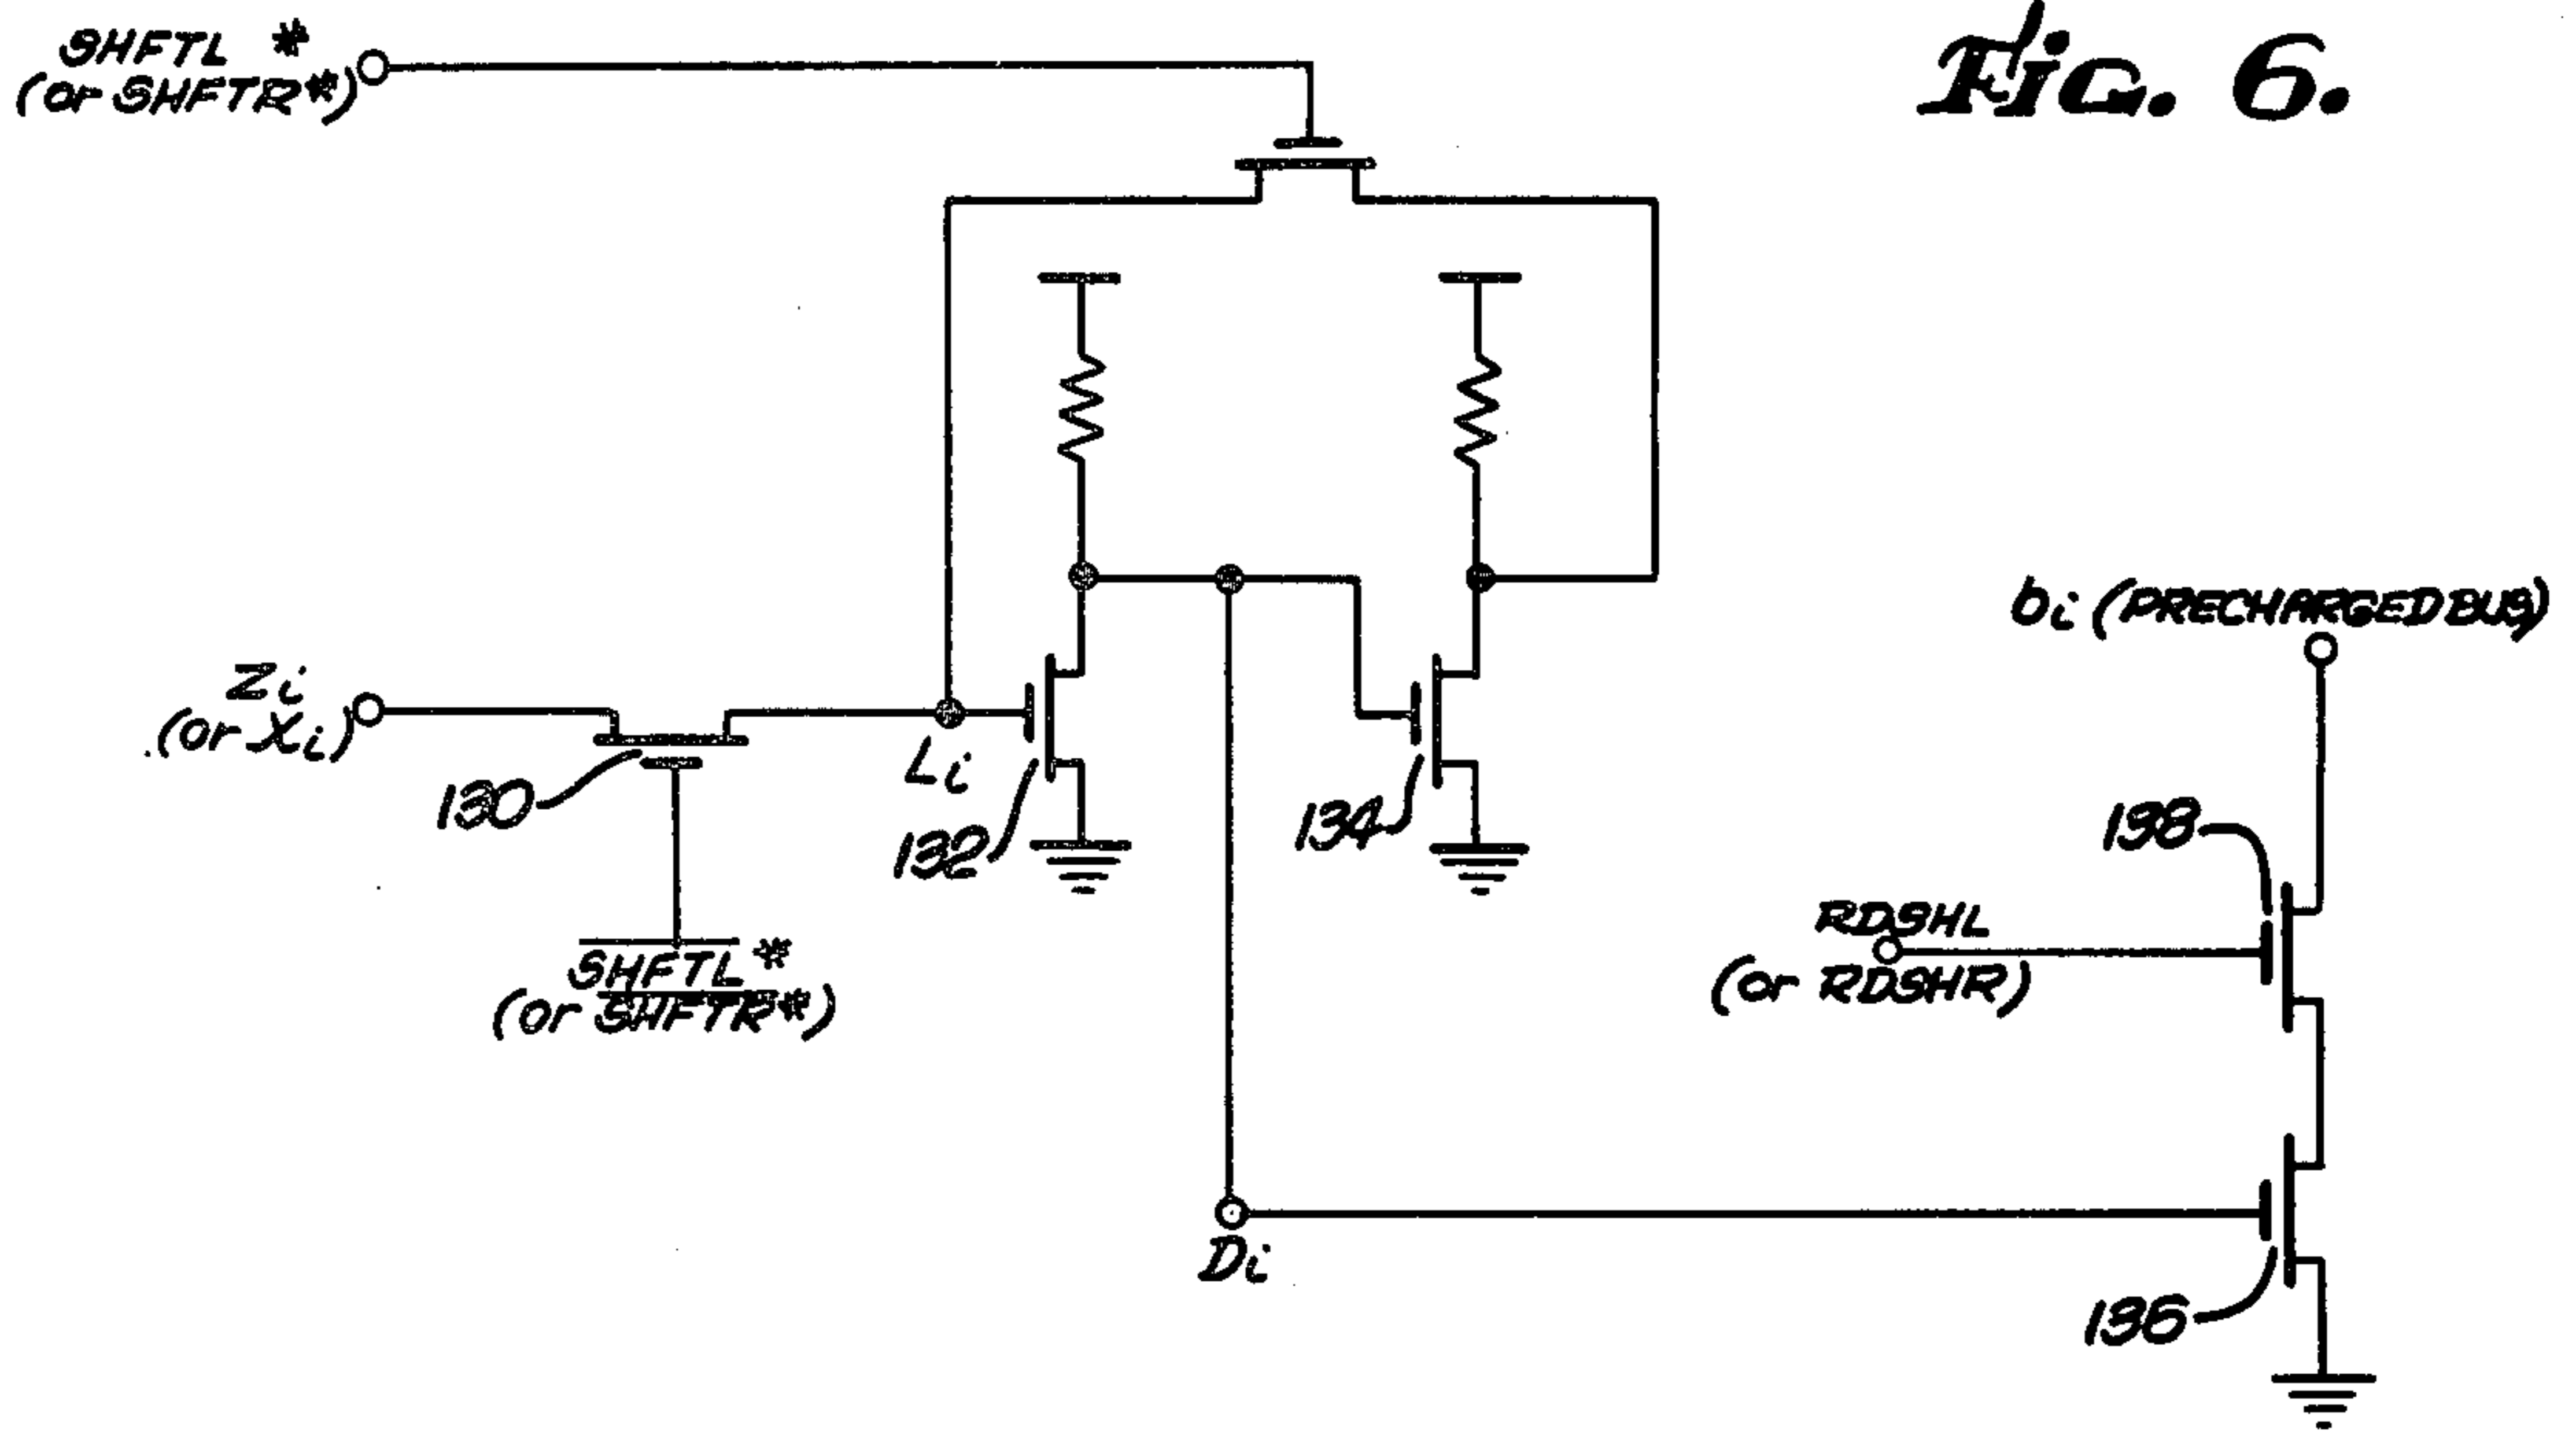 Fig. 6.
SHFTL *
(or SHFTR*)
bi (PRECHARGED BUS)
Zi
(or Xi)
Li
130
132
134
138
SHFTL*
(or SHFTR*)
RDSHL
(or RDSHR)
Di
136